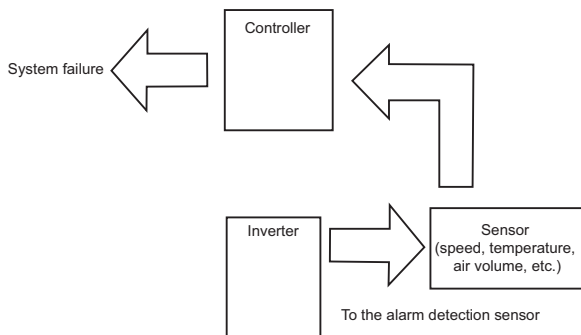 Controller
System failure
Inverter
Sensor
(speed, temperature,
air volume, etc.)
To the alarm detection sensor